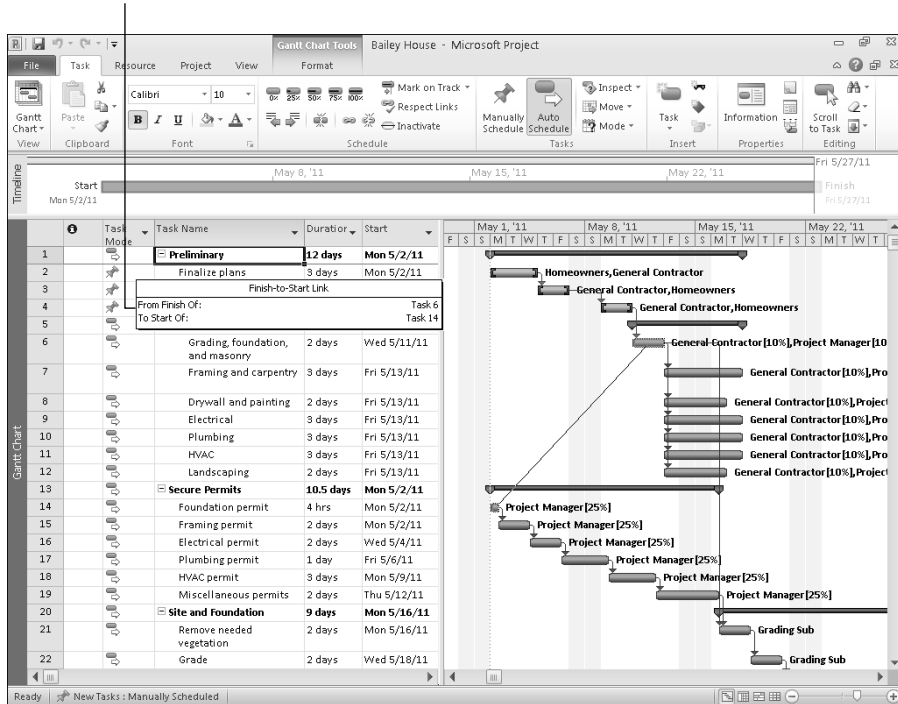 Gantt Chart Tools
Bailey House - Microsoft Project
File Task Resource Project View Format
Calibri 10
0% 25% 50% 75% 100%
Mark on Track
Inspect
Respect Links
Move
Gantt Chart
Paste
B I U A
Inactivate
Manually Schedule
Auto Schedule
Mode
Task
Information
Scroll to Task
View Clipboard Font Schedule Tasks Insert Properties Editing
Timeline
Fri 5/27/11
May 8, '11 May 15, '11 May 22, '11
Start Finish
Mon 5/2/11 Fri 5/27/11
Task Mode Task Name Duration Start
May 1, '11 May 8, '11 May 15, '11 May 22, '11
F S S M T W T F S S M T W T F S S M T W T F S S M T W T
Gantt Chart
1 Preliminary 12 days Mon 5/2/11
2 Finalize plans 3 days Mon 5/2/11 Homeowners,General Contractor
3 General Contractor,Homeowners
Finish-to-Start Link
From Finish Of: Task 6
To Start Of: Task 14
4 General Contractor,Homeowners
5
6 Grading, foundation, and masonry 2 days Wed 5/11/11 General Contractor[10%],Project Manager[10
7 Framing and carpentry 3 days Fri 5/13/11 General Contractor[10%],Pro
8 Drywall and painting 2 days Fri 5/13/11 General Contractor[10%],Project
9 Electrical 3 days Fri 5/13/11 General Contractor[10%],Pro
10 Plumbing 3 days Fri 5/13/11 General Contractor[10%],Pro
11 HVAC 3 days Fri 5/13/11 General Contractor[10%],Pro
12 Landscaping 2 days Fri 5/13/11 General Contractor[10%],Project
13 Secure Permits 10.5 days Mon 5/2/11
14 Foundation permit 4 hrs Mon 5/2/11 Project Manager[25%]
15 Framing permit 2 days Mon 5/2/11 Project Manager[25%]
16 Electrical permit 2 days Wed 5/4/11 Project Manager[25%]
17 Plumbing permit 1 day Fri 5/6/11 Project Manager[25%]
18 HVAC permit 3 days Mon 5/9/11 Project Manager[25%]
19 Miscellaneous permits 2 days Thu 5/12/11 Project Manager[25%]
20 Site and Foundation 9 days Mon 5/16/11
21 Remove needed vegetation 2 days Mon 5/16/11 Grading Sub
22 Grade 2 days Wed 5/18/11 Grading Sub
Ready New Tasks : Manually Scheduled